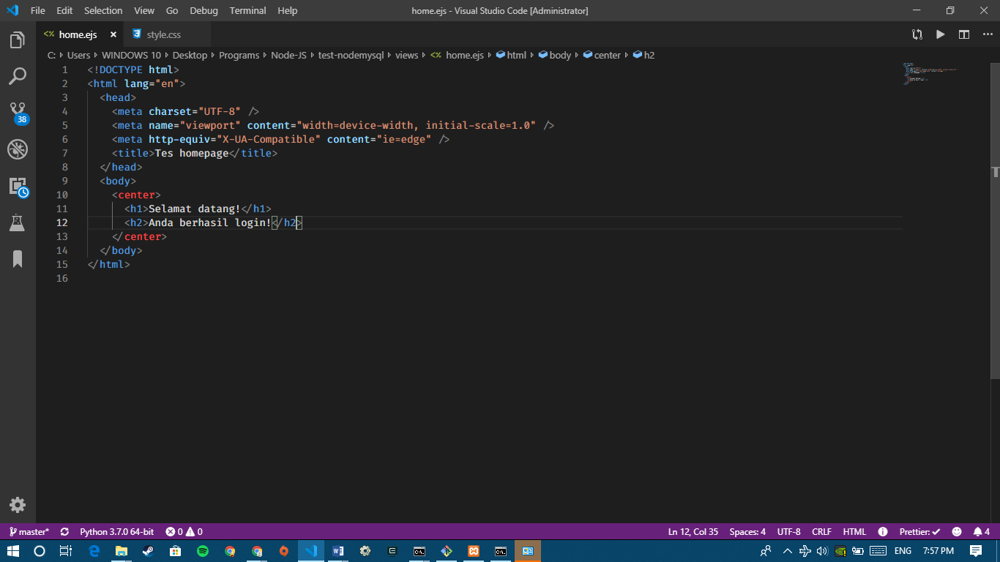 File Edit Selection View Go Debug Terminal Help home.ejs - Visual Studio Code [Administrator]
home.ejs style.css
C: Users WINDOWS 10 Desktop Programs Node-JS test-nodemysql views home.ejs html body center h2
1 <!DOCTYPE html>
2 <html lang="en">
3 <head>
4 <meta charset="UTF-8" />
5 <meta name="viewport" content="width=device-width, initial-scale=1.0" />
6 <meta http-equiv="X-UA-Compatible" content="ie=edge" />
7 <title>Tes homepage</title>
8 </head>
9 <body>
10 <center>
11 <h1>Selamat datang!</h1>
12 <h2>Anda berhasil login!</h2>
13 </center>
14 </body>
15 </html>
16
38
master* Python 3.7.0 64-bit 0 0 Ln 12, Col 35 Spaces: 4 UTF-8 CRLF HTML Prettier: ✓ 4
ENG 7:57 PM